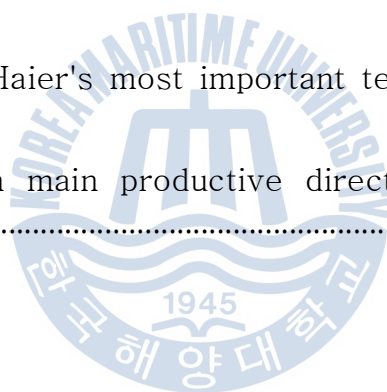 Haier's most important te
n main productive direct
KOREA MARITIME UNIVERSITY
1945
한국해양대학교